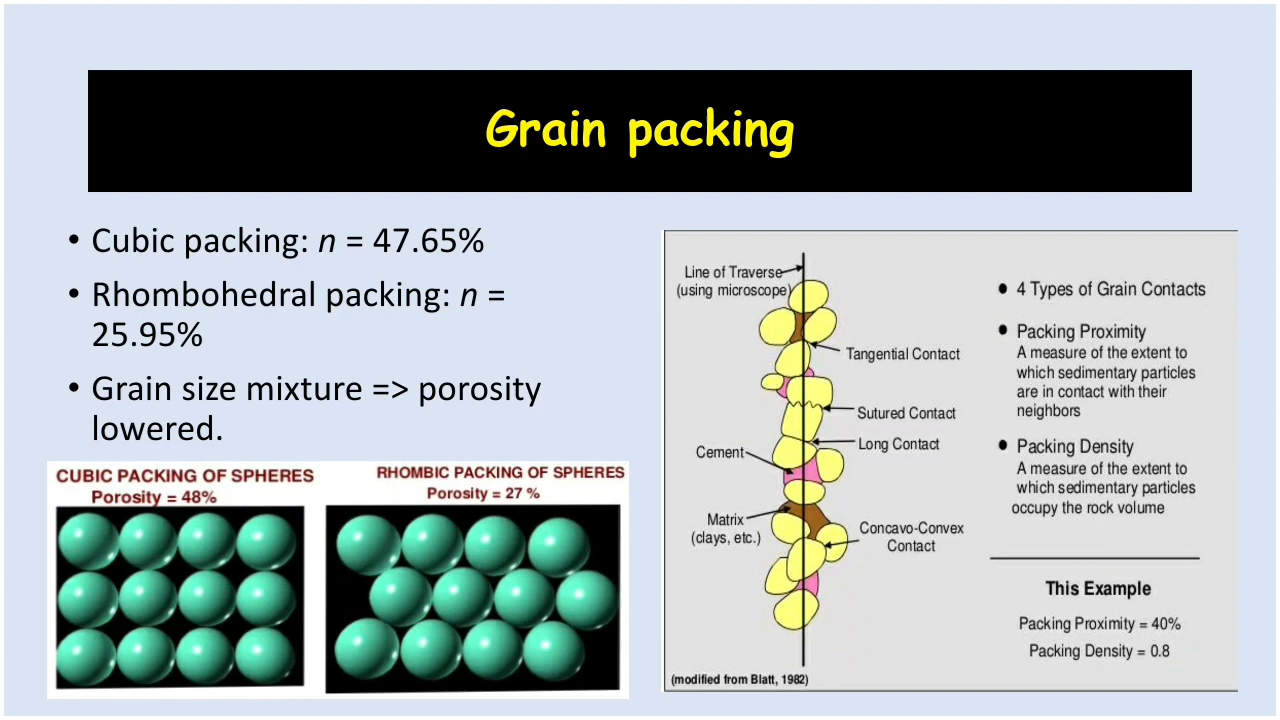 Grain packing
• Cubic packing: n = 47.65%
• Rhombohedral packing: n =
25.95%
• Grain size mixture => porosity
lowered.
CUBIC PACKING OF SPHERES
Porosity = 48%
RHOMBIC PACKING OF SPHERES
Porosity = 27 %
Line of Traverse
(using microscope)
Tangential Contact
Sutured Contact
Long Contact
Cement
Matrix
(clays, etc.)
Concavo-Convex
Contact
(modified from Blatt, 1982)
• 4 Types of Grain Contacts
• Packing Proximity
A measure of the extent to
which sedimentary particles
are in contact with their
neighbors
• Packing Density
A measure of the extent to
which sedimentary particles
occupy the rock volume
This Example
Packing Proximity = 40%
Packing Density = 0.8